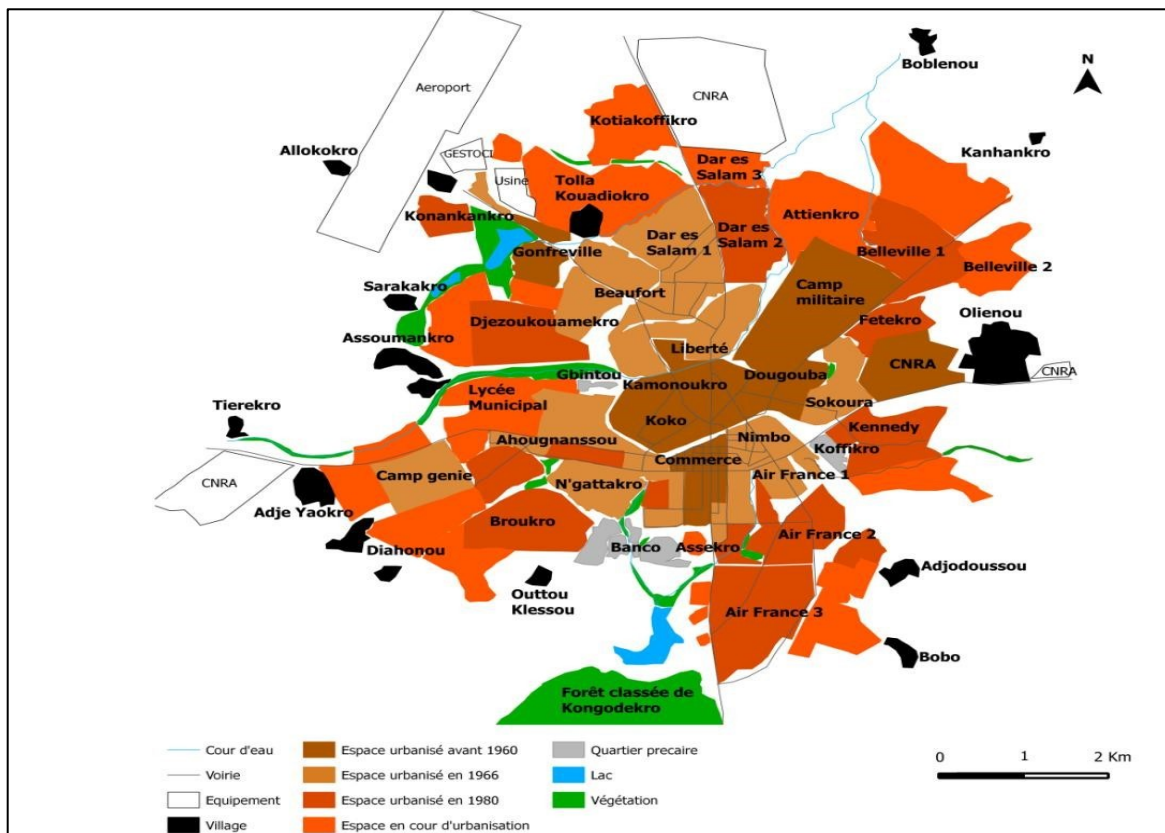 N
Boblenou
Aeroport
CNRA
Kotiakoffikro
Allokokro
GESTOCI
Kanhankro
Dar es
Salam 3
Usine
Tolla
Kouadiokro
Konankankro
Attienkro
Dar es
Salam 2
Dar es
Salam 1
Gonfreville
Belleville 1
Belleville 2
Camp
militaire
Sarakakro
Beaufort
Olienou
Djezoukouamekro
Fetekro
Assoumankro
Liberté
CNRA
CNRA
Gbintou
Kamonoukro
Dougouba
Lycée
Municipal
Sokoura
Tierekro
Koko
Kennedy
Ahougnanssou
Nimbo
Koffikro
Commerce
Camp genie
N'gattakro
Air France 1
CNRA
Adje Yaokro
Broukro
Air France 2
Diahonou
Banco
Assekro
Adjodoussou
Outtou
Klessou
Air France 3
Bobo
Forêt classée de
Kongodekro
Cour d'eau
Voirie
Equipement
Village
Espace urbanisé avant 1960
Espace urbanisé en 1966
Espace urbanisé en 1980
Espace en cour d'urbanisation
Quartier precaire
Lac
Végétation
0 1 2 Km